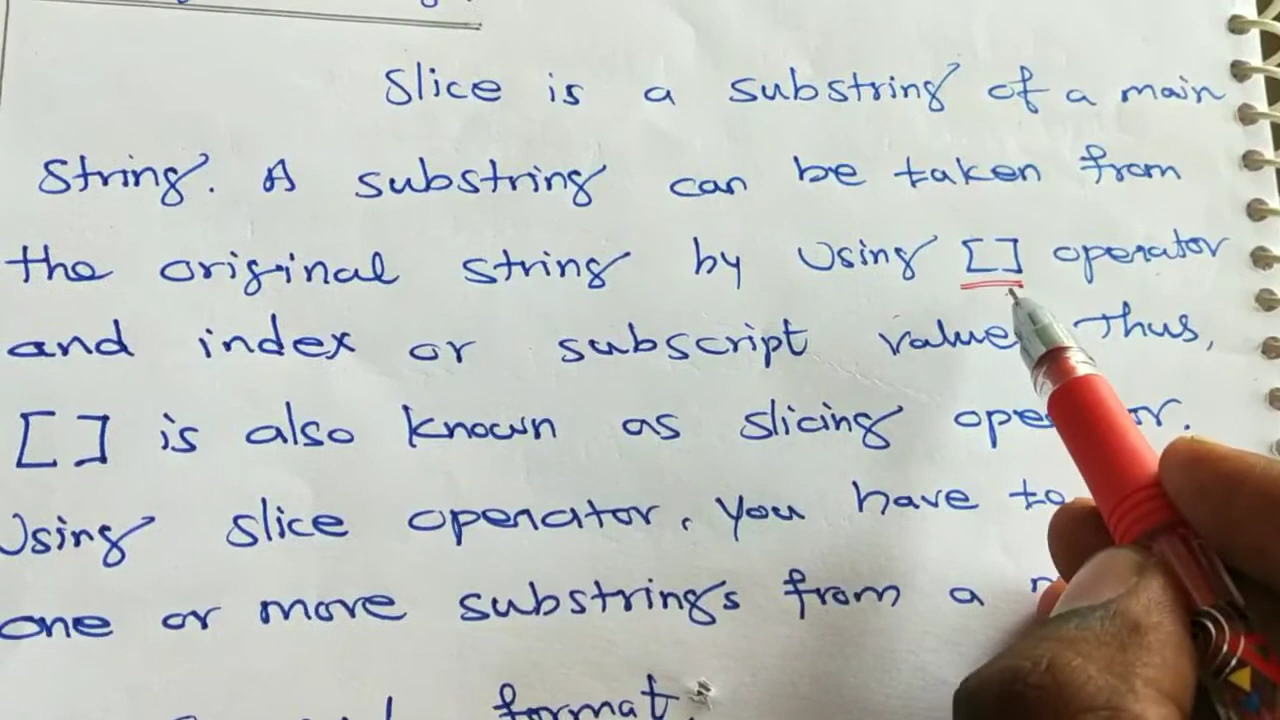 Slice is a substring of a main
string. A substring can be taken from
the original string by using [] operator
and index or subscript value Thus,
[] is also known as slicing
Using slice operator, you have to
one or more substrings from a
format: